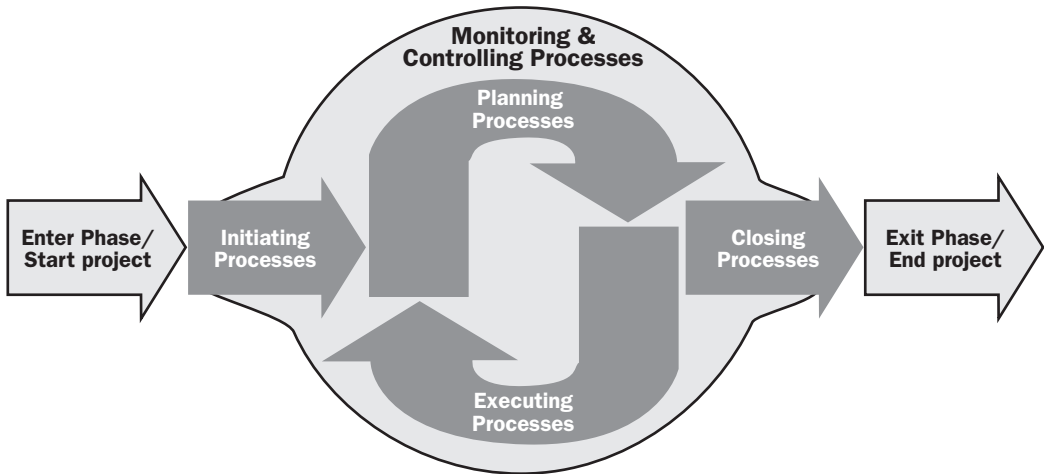 Monitoring &
Controlling Processes
Planning
Processes
Enter Phase/
Start project
Initiating
Processes
Closing
Processes
Exit Phase/
End project
Executing
Processes